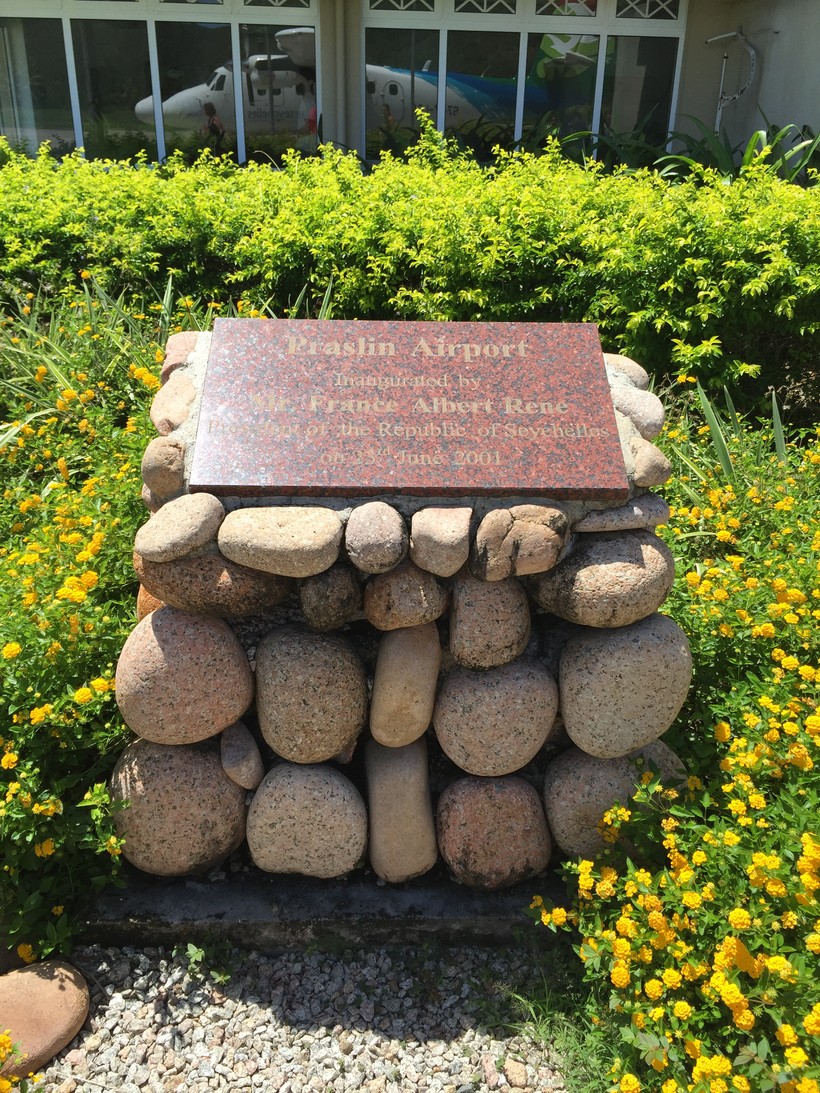 Praslin Airport
Inaugurated by
Mr. France Albert Rene
President of the Republic of Seychelles
on 23rd June 2001